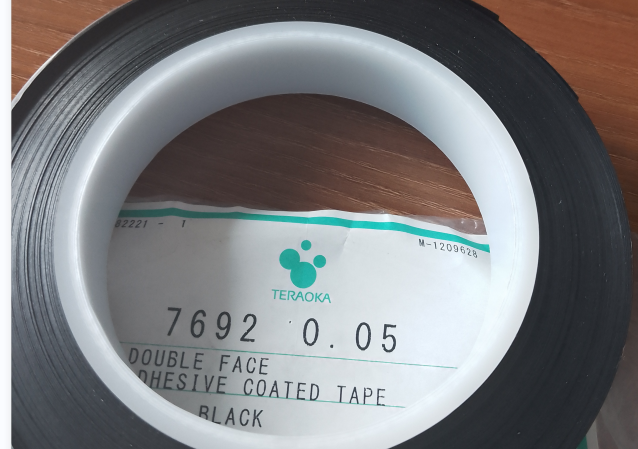 82221 - 1
M-1209628
TERAOKA
7692 0.05
DOUBLE FACE
DHESIVE COATED TAPE
BLACK